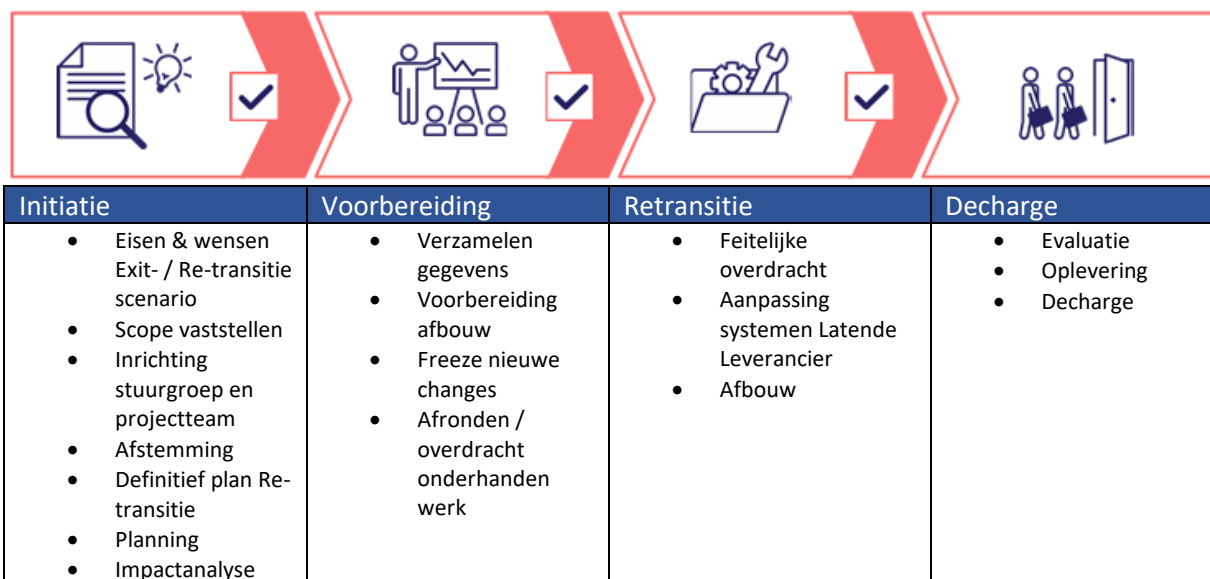 Initiatie
• Eisen & wensen
Exit- / Re-transitie
scenario
• Scope vaststellen
• Inrichting
stuurgroep en
projectteam
• Afstemming
• Definitief plan Re-
transitie
• Planning
• Impactanalyse
Voorbereiding
• Verzamelen
gegevens
• Voorbereiding
afbouw
• Freeze nieuwe
changes
• Afronden /
overdracht
onderhanden
werk
Retransitie
• Feitelijke
overdracht
• Aanpassing
systemen Latende
Leverancier
• Afbouw
Decharge
• Evaluatie
• Oplevering
• Decharge